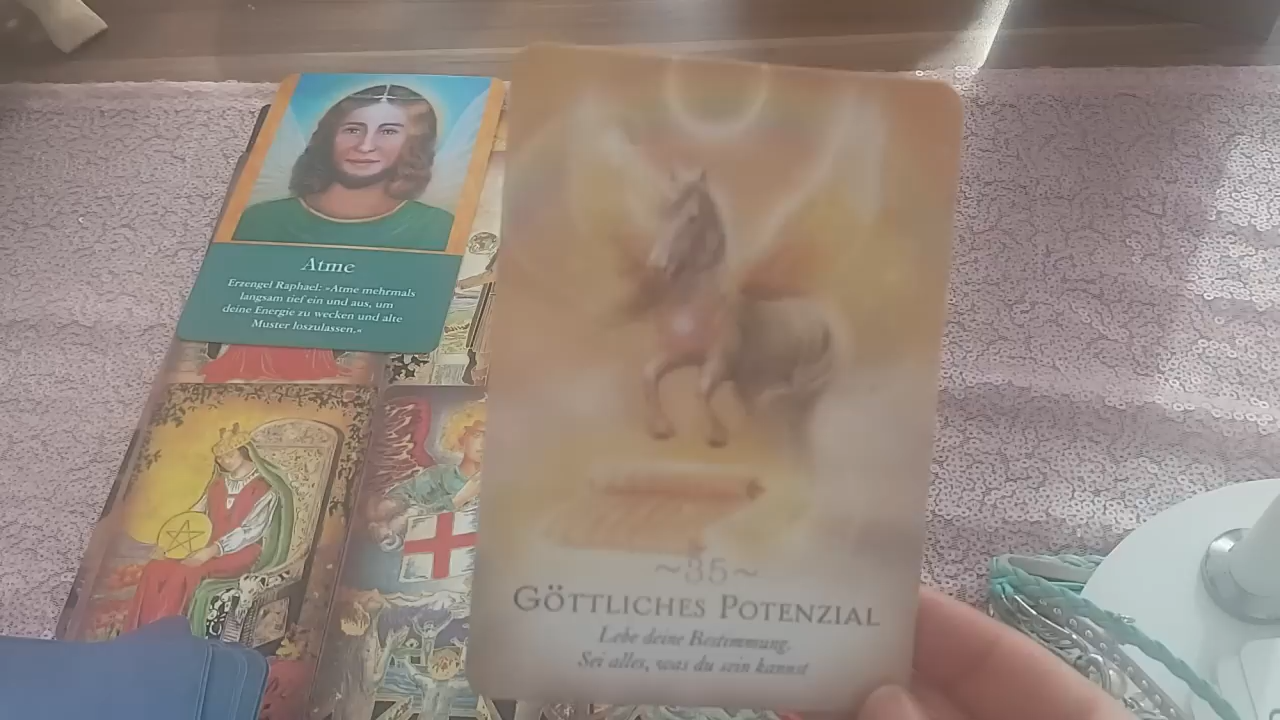 Atme
Erzengel Raphael: »Atme mehrmals
langsam tief ein und aus, um
deine Energie zu wecken und alte
Muster loszulassen.«
~35~
GÖTTLICHES POTENZIAL
Lebe deine Bestimmung.
Sei alles, was du sein kannst